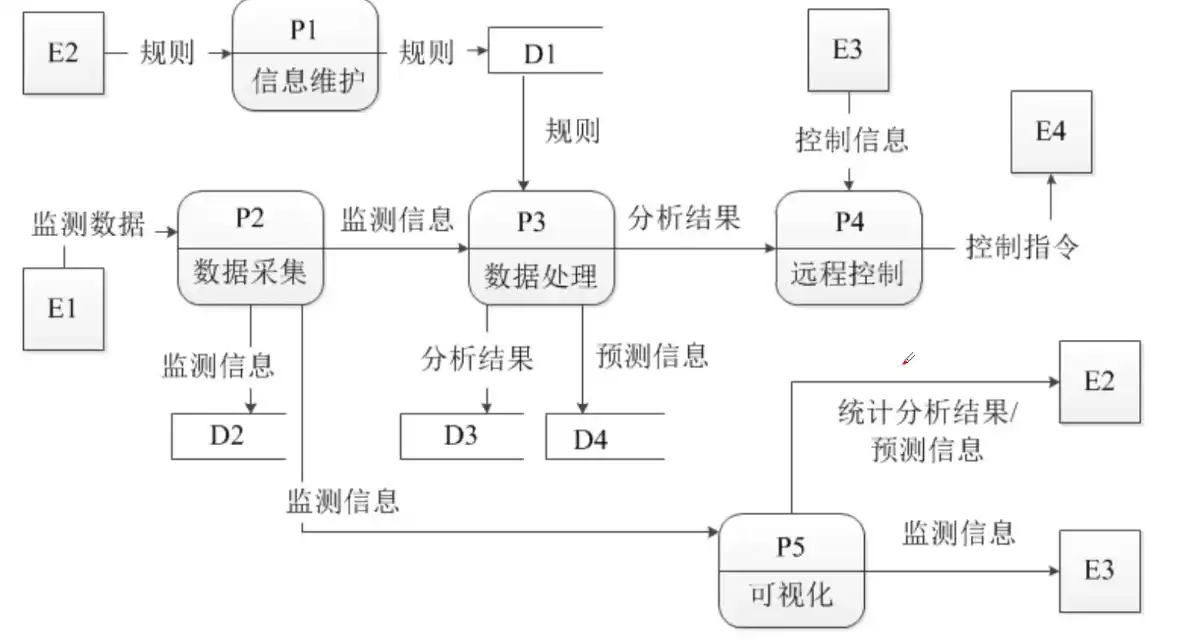 E2
规则
P1
信息维护
规则
D1
规则
E3
控制信息
E4
监测数据
E1
P2
数据采集
监测信息
P3
数据处理
分析结果
P4
远程控制
控制指令
监测信息
D2
分析结果
D3
预测信息
D4
监测信息
统计分析结果/
预测信息
E2
P5
可视化
监测信息
E3